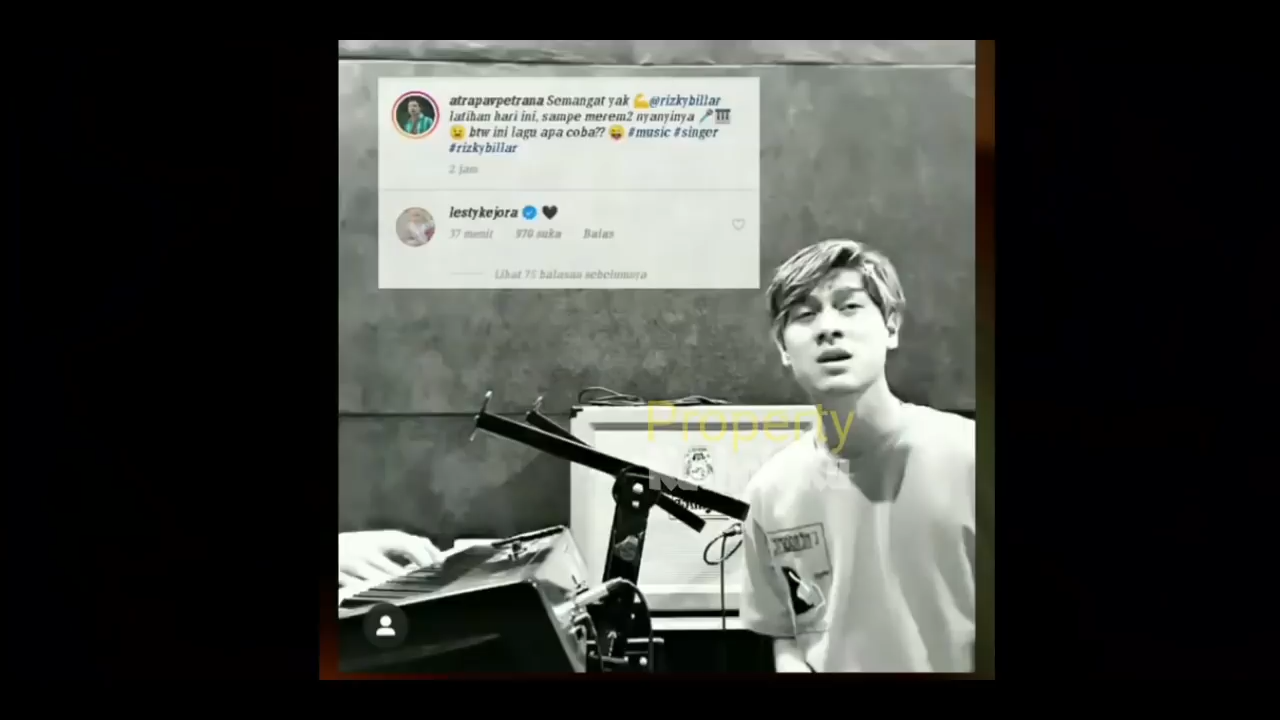 atrapavpetrana Semangat yak 💪@rizkybillar
latihan hari ini, sampe merem2 nyanyinya 🎤🎹
😉 btw ini lagu apa coba?? 😜 #music #singer
#rizkybillar
2 jam
lestykejora 🖤
37 menit 970 suka Balas
Lihat 75 balasan sebelumnya
Property